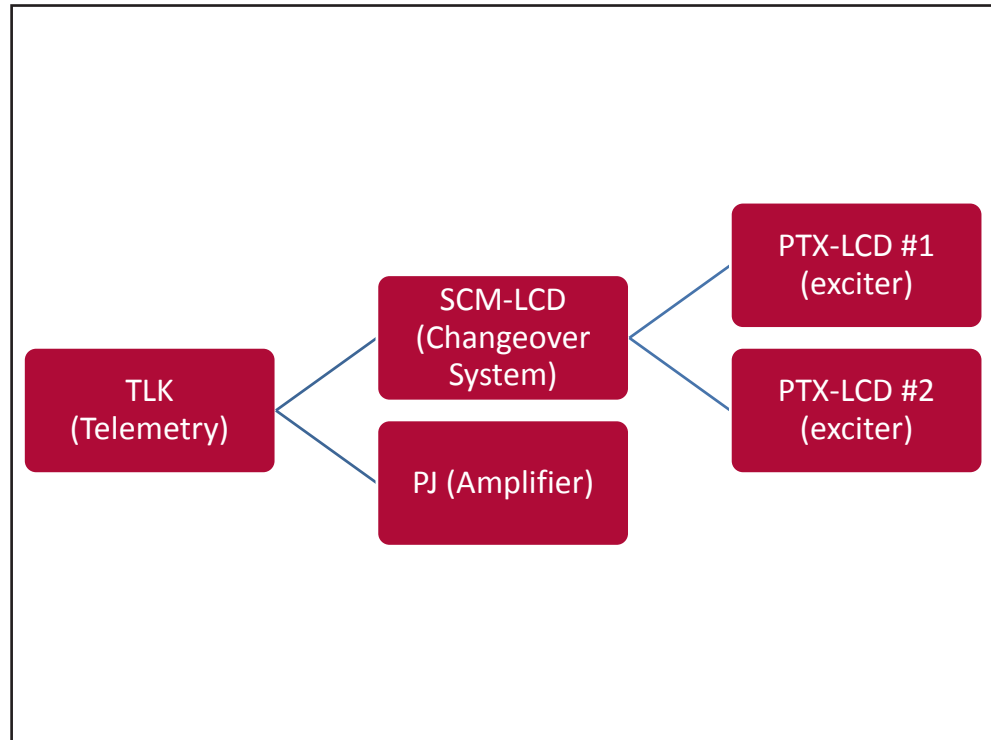 TLK
(Telemetry)
SCM-LCD
(Changeover
System)
PJ (Amplifier)
PTX-LCD #1
(exciter)
PTX-LCD #2
(exciter)